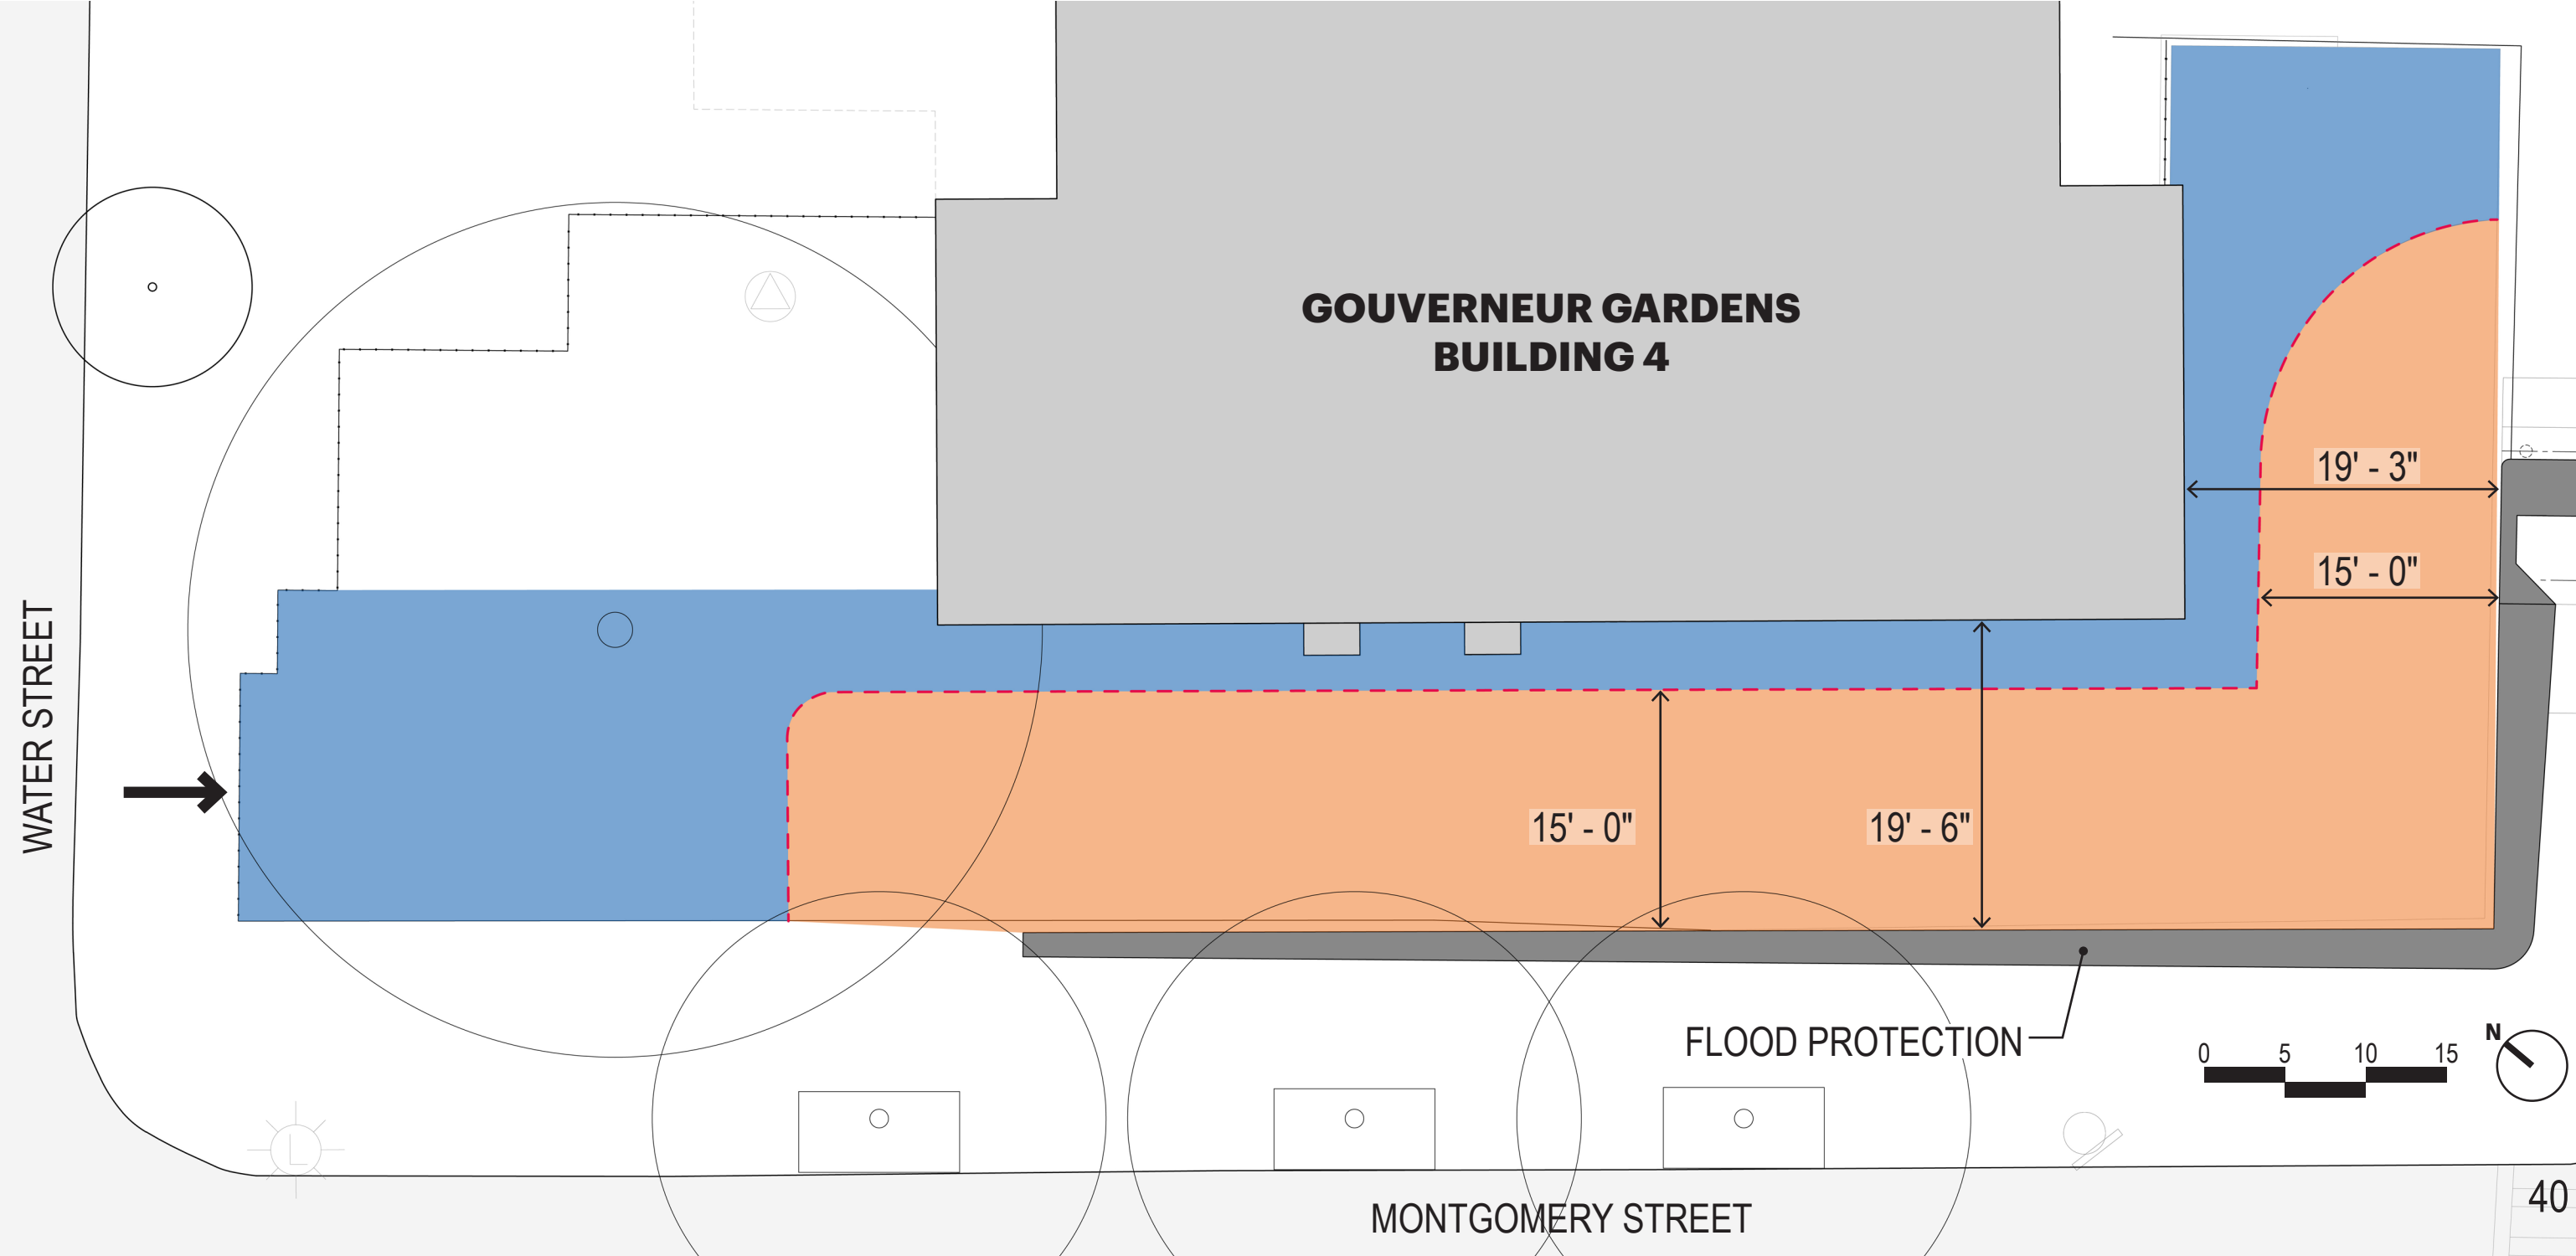 GOUVERNEUR GARDENS
BUILDING 4
19' - 3"
15' - 0"
15' - 0"
19' - 6"
WATER STREET
FLOOD PROTECTION
0 5 10 15
N
L
MONTGOMERY STREET
40